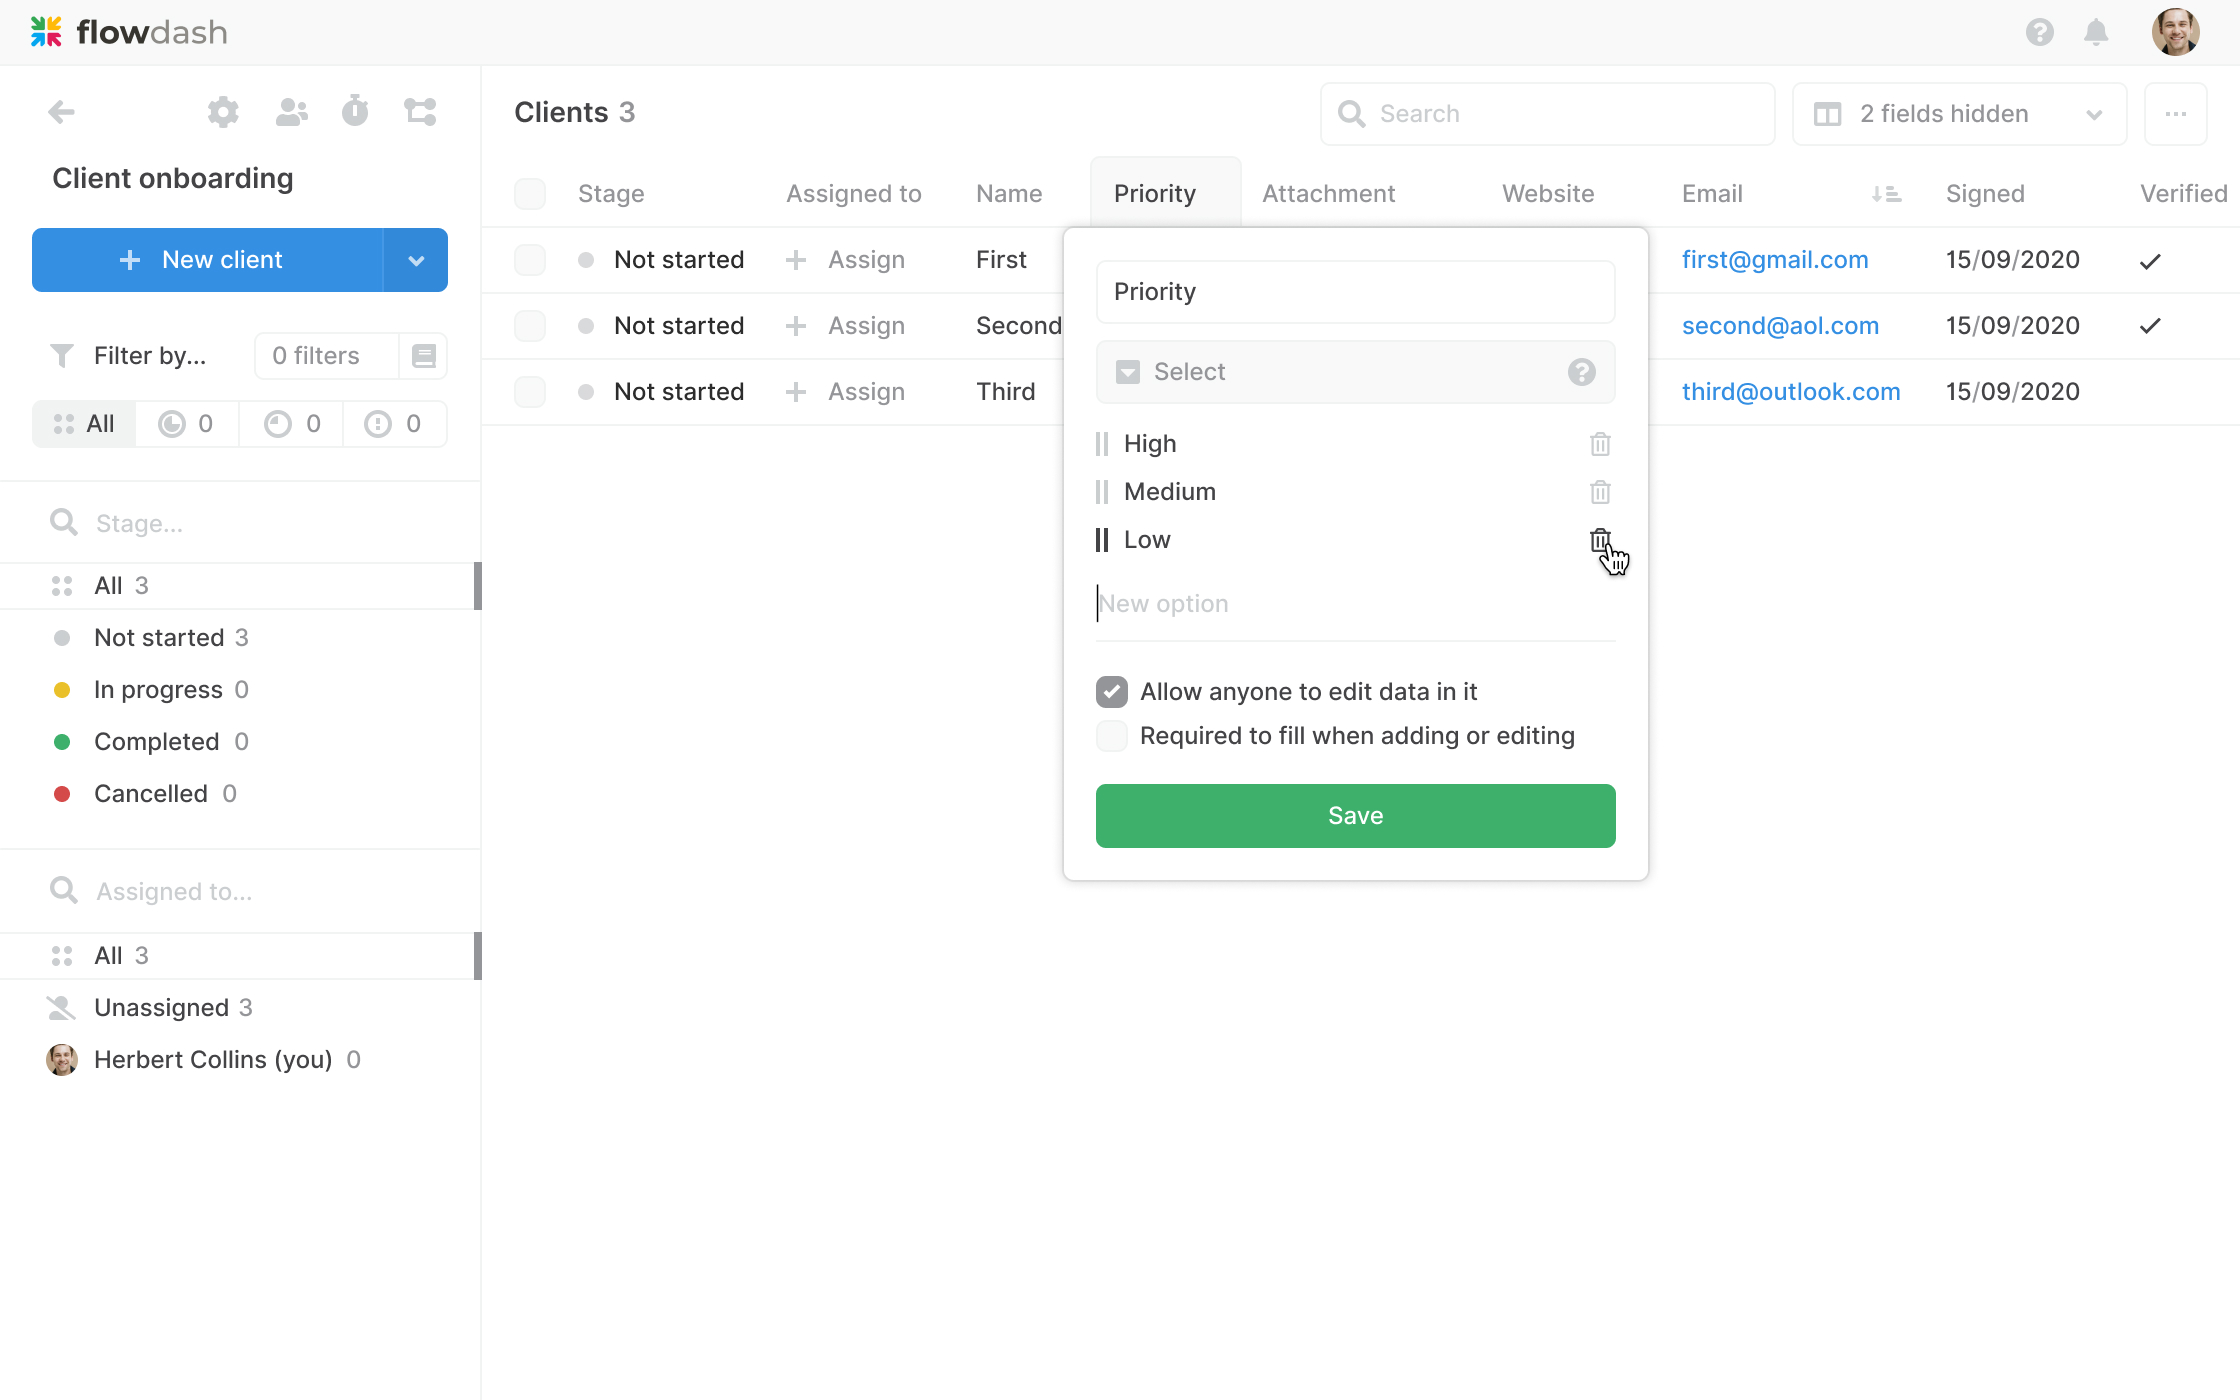 flowdash
Client onboarding
New client
Filter by...
0 filters
All
0
0
0
Stage...
All 3
Not started 3
In progress 0
Completed 0
Cancelled 0
Assigned to...
All 3
Unassigned 3
Herbert Collins (you) 0
Clients 3
Search
2 fields hidden
Stage Assigned to Name Priority Attachment Website Email Signed Verified
Not started Assign First first@gmail.com 15/09/2020
Not started Assign Second second@aol.com 15/09/2020
Not started Assign Third third@outlook.com 15/09/2020
Priority
Select
High
Medium
Low
New option
Allow anyone to edit data in it
Required to fill when adding or editing
Save